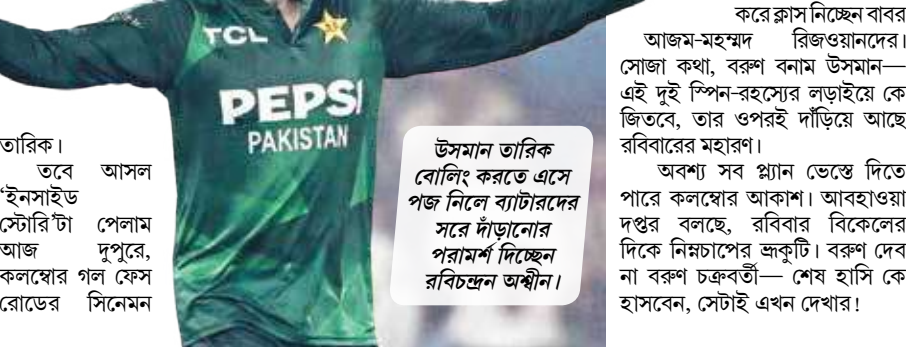 তারিক।
তবে আসল
‘ইনসাইড
স্টোরি’টা পেলাম
আজ দুপুরে,
কলম্বোর গল ফেস
রোডের সিনেমন
TCL
PEPSI
PAKISTAN
উসমান তারিক
বোলিং করতে এসে
পজ নিলে ব্যাটারদের
সরে দাঁড়ানোর
পরামর্শ দিচ্ছেন
রবিচন্দ্রন অশ্বীন।
করে ক্লাস নিচ্ছেন বাবর
আজম-মহম্মদ রিজওয়ানদের।
সোজা কথা, বরুণ বনাম উসমান—
এই দুই স্পিন-রহস্যের লড়াইয়ে কে
জিতবে, তার ওপরই দাঁড়িয়ে আছে
রবিবারের মহারণ।
অবশ্য সব প্ল্যান ভেস্তে দিতে
পারে কলম্বোর আকাশ। আবহাওয়া
দপ্তর বলছে, রবিবার বিকেলের
দিকে নিম্নচাপের ভ্রূকুটি। বরুণ দেব
না বরুণ চক্রবর্তী— শেষ হাসি কে
হাসবেন, সেটাই এখন দেখার!